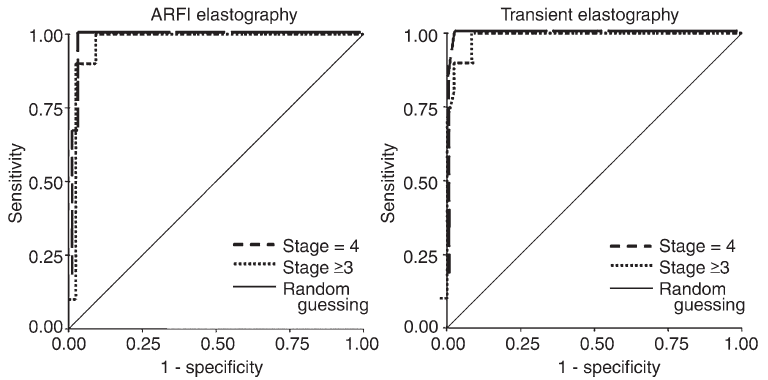 ARFI elastography
1.00
0.75
0.50
0.25
0.00
Sensitivity
0.00 0.25 0.50 0.75 1.00
1 - specificity
Stage = 4
Stage ≥3
Random
guessing
Transient elastography
1.00
0.75
0.50
0.25
0.00
Sensitivity
0.00 0.25 0.50 0.75 1.00
1 - specificity
Stage = 4
Stage ≥3
Random
guessing